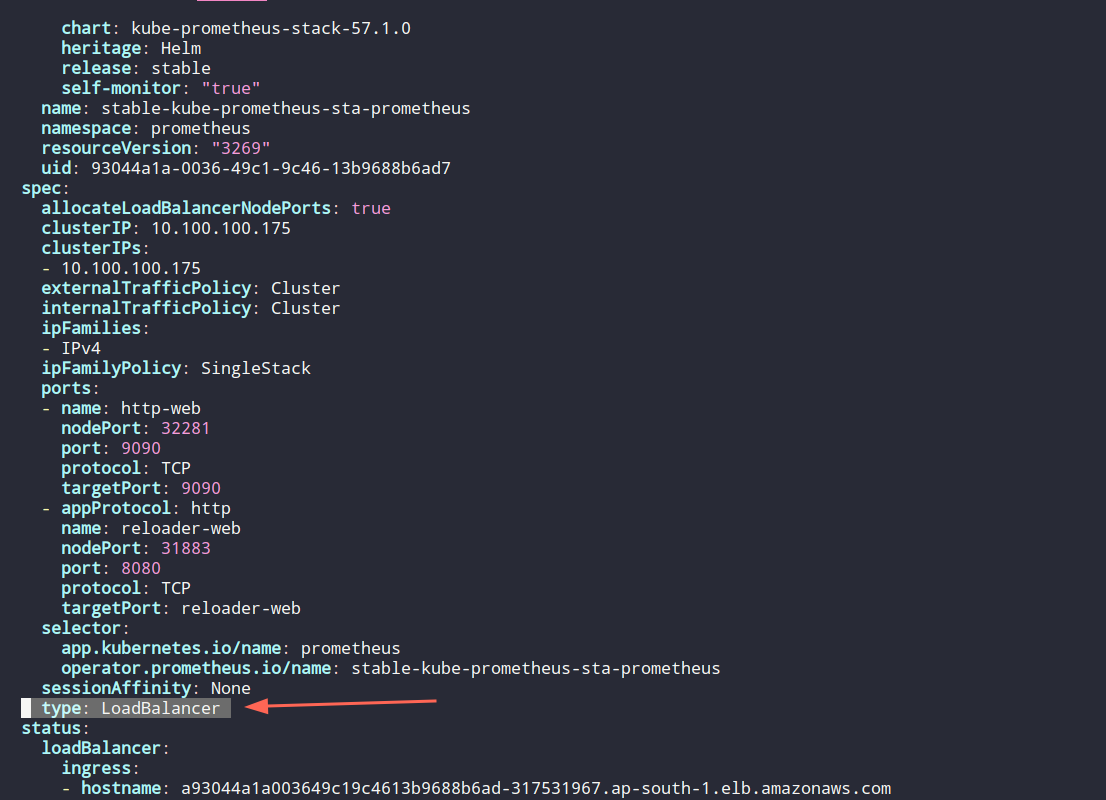 chart: kube-prometheus-stack-57.1.0
heritage: Helm
release: stable
self-monitor: "true"
name: stable-kube-prometheus-sta-prometheus
namespace: prometheus
resourceVersion: "3269"
uid: 93044a1a-0036-49c1-9c46-13b9688b6ad7
spec:
allocateLoadBalancerNodePorts: true
clusterIP: 10.100.100.175
clusterIPs:
- 10.100.100.175
externalTrafficPolicy: Cluster
internalTrafficPolicy: Cluster
ipFamilies:
- IPv4
ipFamilyPolicy: SingleStack
ports:
- name: http-web
nodePort: 32281
port: 9090
protocol: TCP
targetPort: 9090
- appProtocol: http
name: reloader-web
nodePort: 31883
port: 8080
protocol: TCP
targetPort: reloader-web
selector:
app.kubernetes.io/name: prometheus
operator.prometheus.io/name: stable-kube-prometheus-sta-prometheus
sessionAffinity: None
type: LoadBalancer
status:
loadBalancer:
ingress:
- hostname: a93044a1a003649c19c4613b9688b6ad-317531967.ap-south-1.elb.amazonaws.com